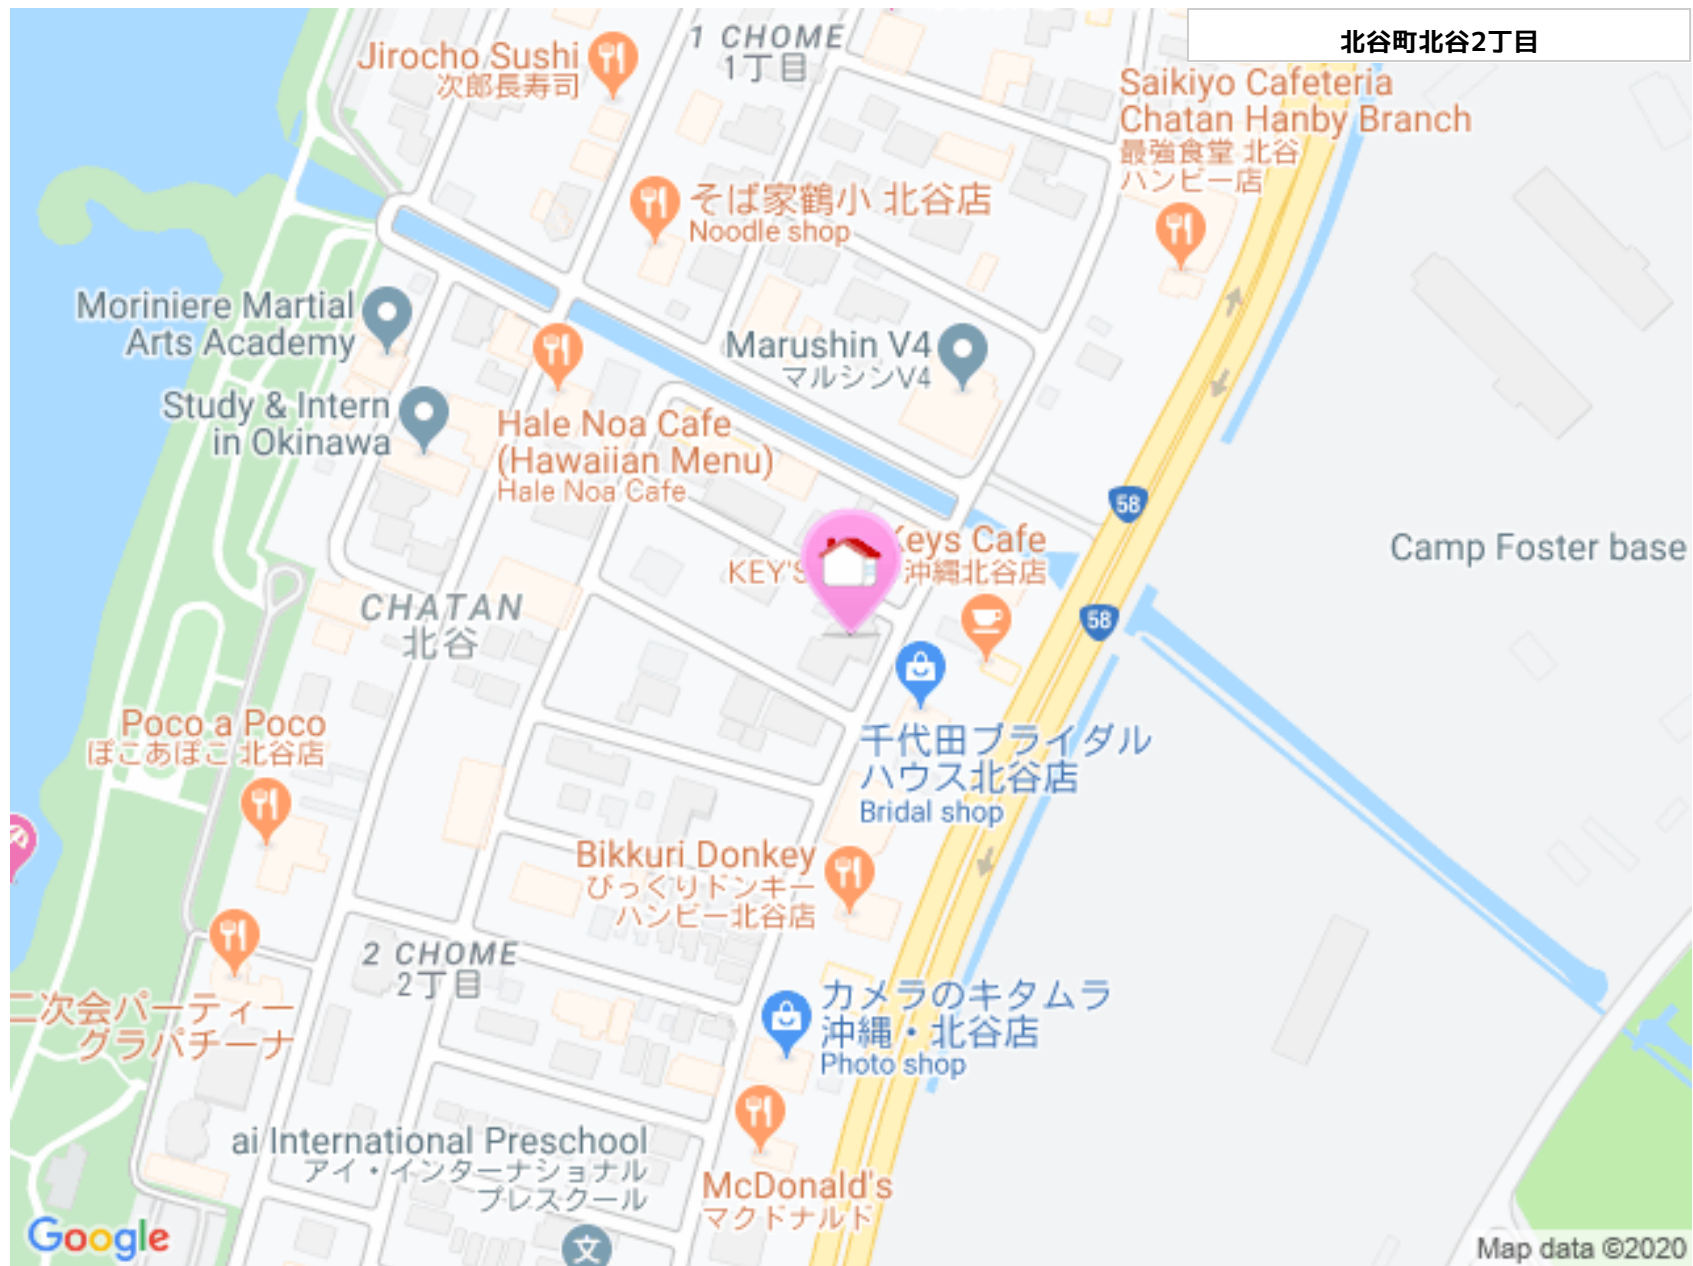 北谷町北谷2丁目
1 CHOME
1丁目
Jirocho Sushi
次郎長寿司
Saikiyo Cafeteria
Chatan Hanby Branch
最強食堂 北谷
ハンビー店
そば家鶴小 北谷店
Noodle shop
Moriniere Martial
Arts Academy
Marushin V4
マルシンV4
Study & Intern
in Okinawa
Hale Noa Cafe
(Hawaiian Menu)
Hale Noa Cafe
58
Keys Cafe
KEY'S
沖縄北谷店
Camp Foster base
58
CHATAN
北谷
Poco a Poco
ぽこあぽこ 北谷店
千代田ブライダル
ハウス北谷店
Bridal shop
Bikkuri Donkey
びっくりドンキー
ハンビー北谷店
2 CHOME
2丁目
二次会パーティー
グラパチーナ
カメラのキタムラ
沖縄・北谷店
Photo shop
ai International Preschool
アイ・インターナショナル
プレスクール
文
McDonald's
マクドナルド
Google
Map data ©2020